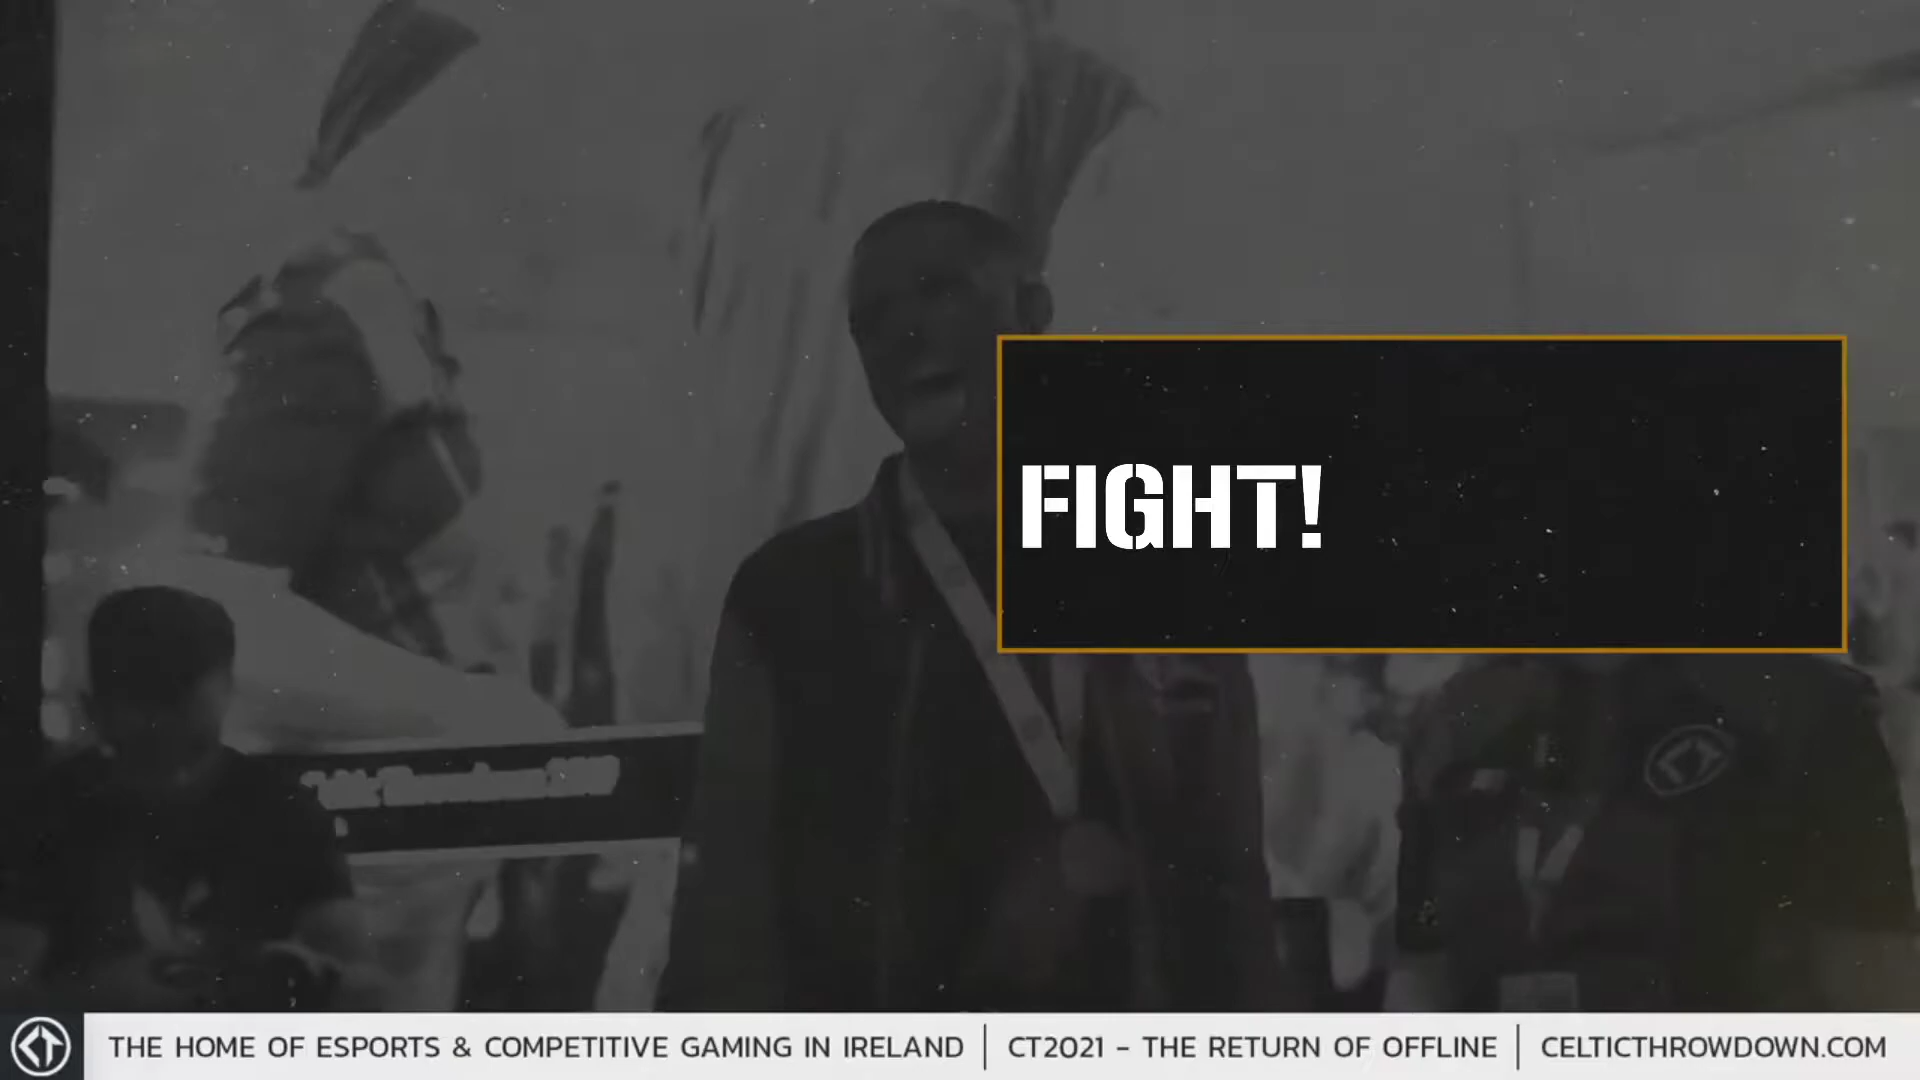 FIGHT!
THE HOME OF ESPORTS & COMPETITIVE GAMING IN IRELAND | CT2021 - THE RETURN OF OFFLINE | CELTICTHROWDOWN.COM